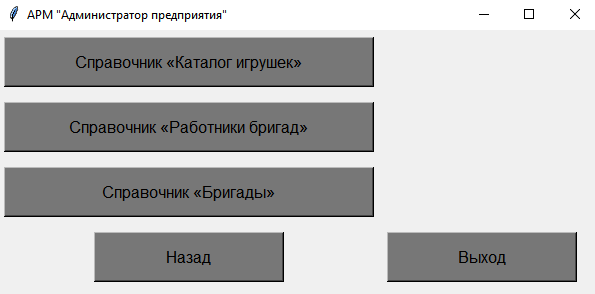 АРМ "Администратор предприятия"
Справочник «Каталог игрушек»
Справочник «Работники бригад»
Справочник «Бригады»
Назад
Выход